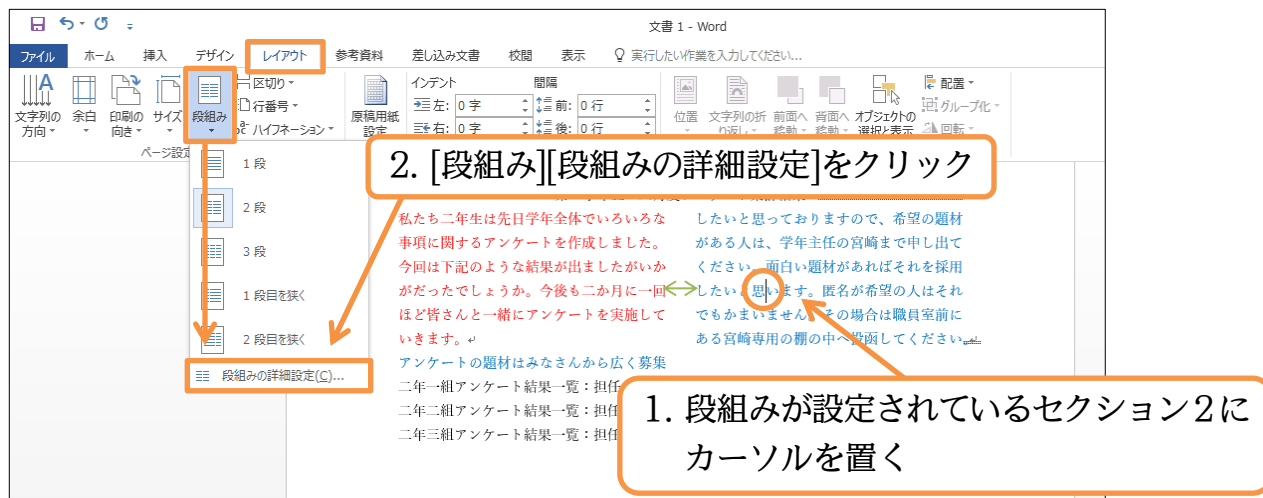 文書 1 - Word
ファイル ホーム 挿入 デザイン レイアウト 参考資料 差し込み文書 校閲 表示 実行したい作業を入力してください...
文字列の方向 余白 印刷の向き サイズ 段組み 区切り 行番号 ハイフネーション 原稿用紙設定 インデント 左: 0 字 右: 0 字 間隔 前: 0 行 後: 0 行 位置 文字列の折り返し 前面へ移動 背面へ移動 オブジェクトの選択と表示 配置 グループ化 回転
ページ設定
1 段
2 段
3 段
1 段目を狭く
2 段目を狭く
段組みの詳細設定(C)...
2. [段組み][段組みの詳細設定]をクリック
私たち二年生は先日学年全体でいろいろな
事項に関するアンケートを作成しました。
今回は下記のような結果が出ましたがいか
がだったでしょうか。今後も二か月に一回
ほど皆さんと一緒にアンケートを実施して
いきます。
アンケートの題材はみなさんから広く募集
したいと思っておりますので、希望の題材
がある人は、学年主任の宮崎まで申し出て
ください。面白い題材があればそれを採用
したいと思います。匿名が希望の人はそれ
でもかまいません。その場合は職員室前に
ある宮崎専用の棚の中へ投函してください。
二年一組アンケート結果一覧：担任
二年二組アンケート結果一覧：担任
二年三組アンケート結果一覧：担任
1. 段組みが設定されているセクション2に
カーソルを置く